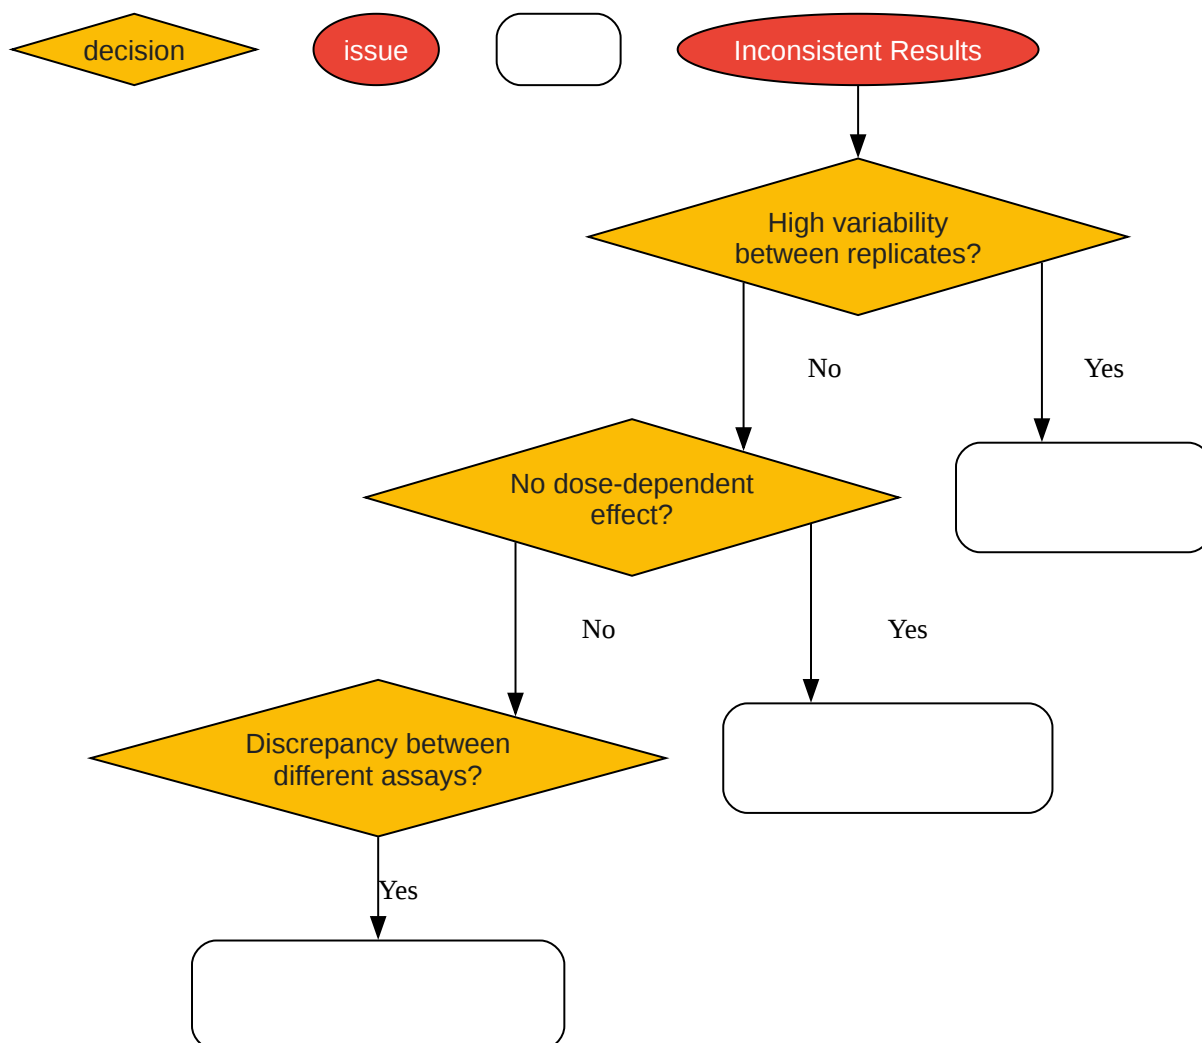 decision
issue
Inconsistent Results
High variability
between replicates?
No
Yes
No dose-dependent
effect?
No
Yes
Discrepancy between
different assays?
Yes